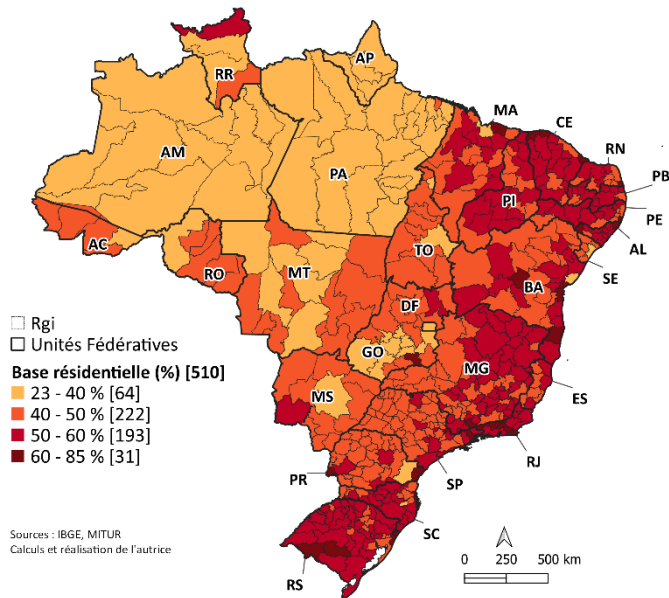 RR
AP
AM
PA
MA
CE
RN
PB
PE
AL
SE
PI
AC
RO
MT
TO
BA
DF
GO
MG
ES
MS
RJ
SP
PR
SC
RS
Rgi
Unités Fédératives
Base résidentielle (%) [510]
23 - 40 % [64]
40 - 50 % [222]
50 - 60 % [193]
60 - 85 % [31]
Sources : IBGE, MITUR
Calculs et réalisation de l'autrice
0 250 500 km